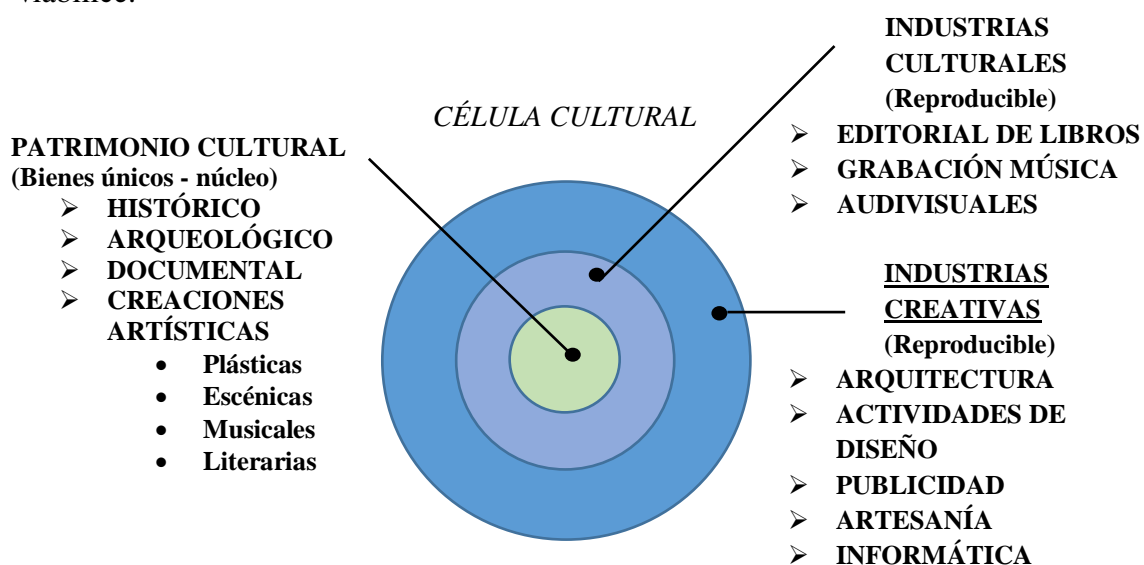 CÉLULA CULTURAL
PATRIMONIO CULTURAL
(Bienes únicos - núcleo)
➢ HISTÓRICO
➢ ARQUEOLÓGICO
➢ DOCUMENTAL
➢ CREACIONES
ARTÍSTICAS
• Plásticas
• Escénicas
• Musicales
• Literarias
INDUSTRIAS
CULTURALES
(Reproducible)
➢ EDITORIAL DE LIBROS
➢ GRABACIÓN MÚSICA
➢ AUDIVISUALES
INDUSTRIAS
CREATIVAS
(Reproducible)
➢ ARQUITECTURA
➢ ACTIVIDADES DE
DISEÑO
➢ PUBLICIDAD
➢ ARTESANÍA
➢ INFORMÁTICA